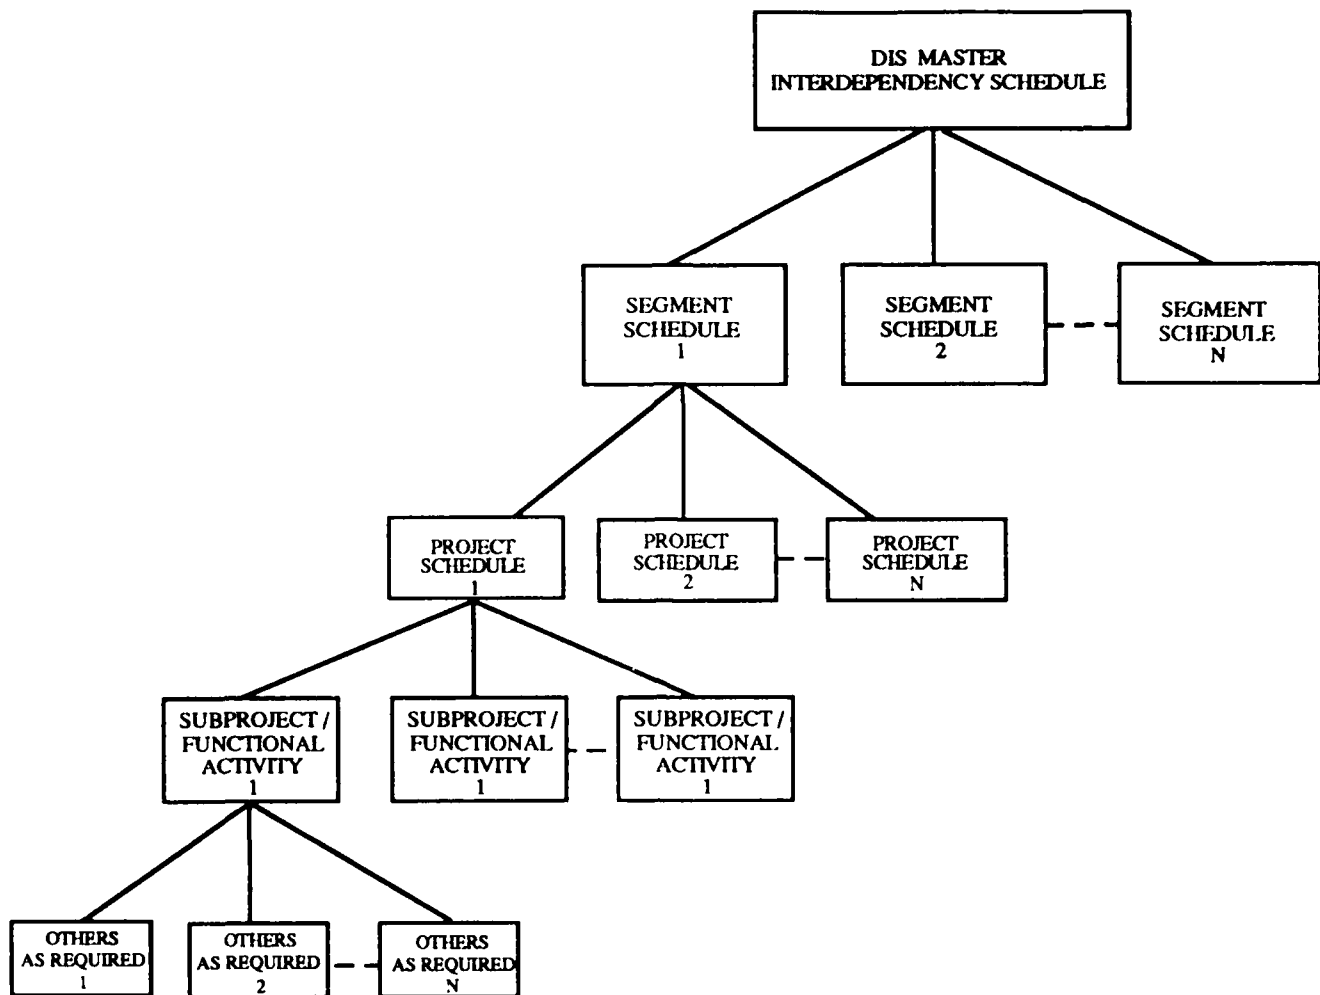 DIS MASTER
INTERDEPENDENCY SCHEDULE
SEGMENT
SCHEDULE
1
SEGMENT
SCHEDULE
2
SEGMENT
SCHEDULE
N
PROJECT
SCHEDULE
1
PROJECT
SCHEDULE
2
PROJECT
SCHEDULE
N
SUBPROJECT /
FUNCTIONAL
ACTIVITY
1
SUBPROJECT /
FUNCTIONAL
ACTIVITY
1
SUBPROJECT /
FUNCTIONAL
ACTIVITY
1
OTHERS
AS REQUIRED
1
OTHERS
AS REQUIRED
2
OTHERS
AS REQUIRED
N